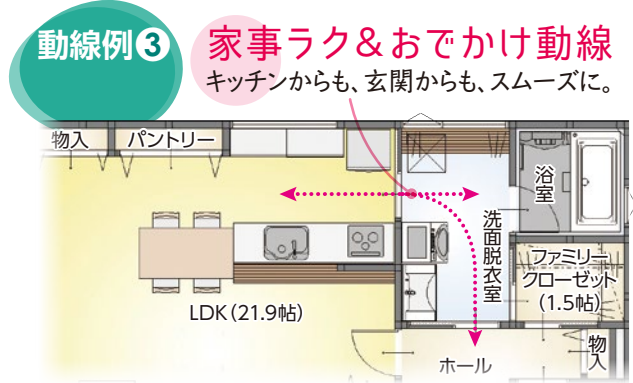 動線例❸
家事ラク&おでかけ動線
キッチンからも、玄関からも、スムーズに。
物入
パントリー
浴室
洗面脱衣室
ファミリー
クローゼット
(1.5帖)
LDK(21.9帖)
ホール
物入